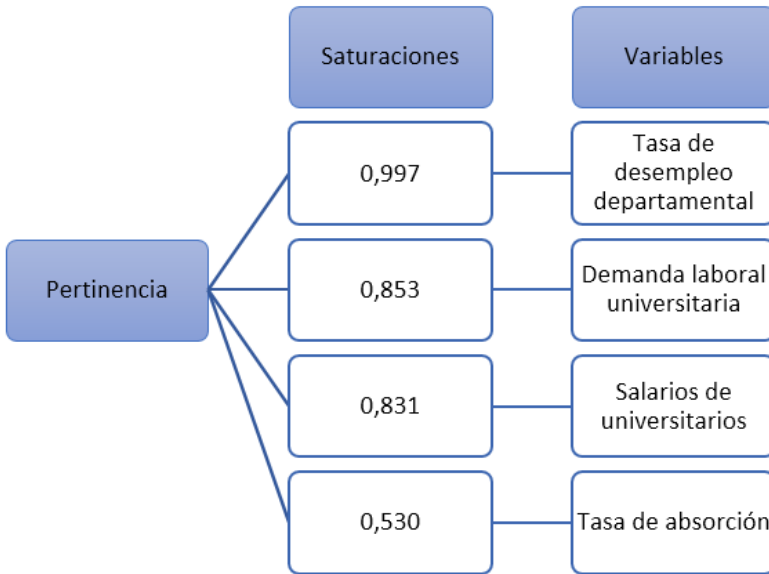 Saturaciones
Variables
Pertinencia
0,997
Tasa de
desempleo
departamental
0,853
Demanda laboral
universitaria
0,831
Salarios de
universitarios
0,530
Tasa de absorción